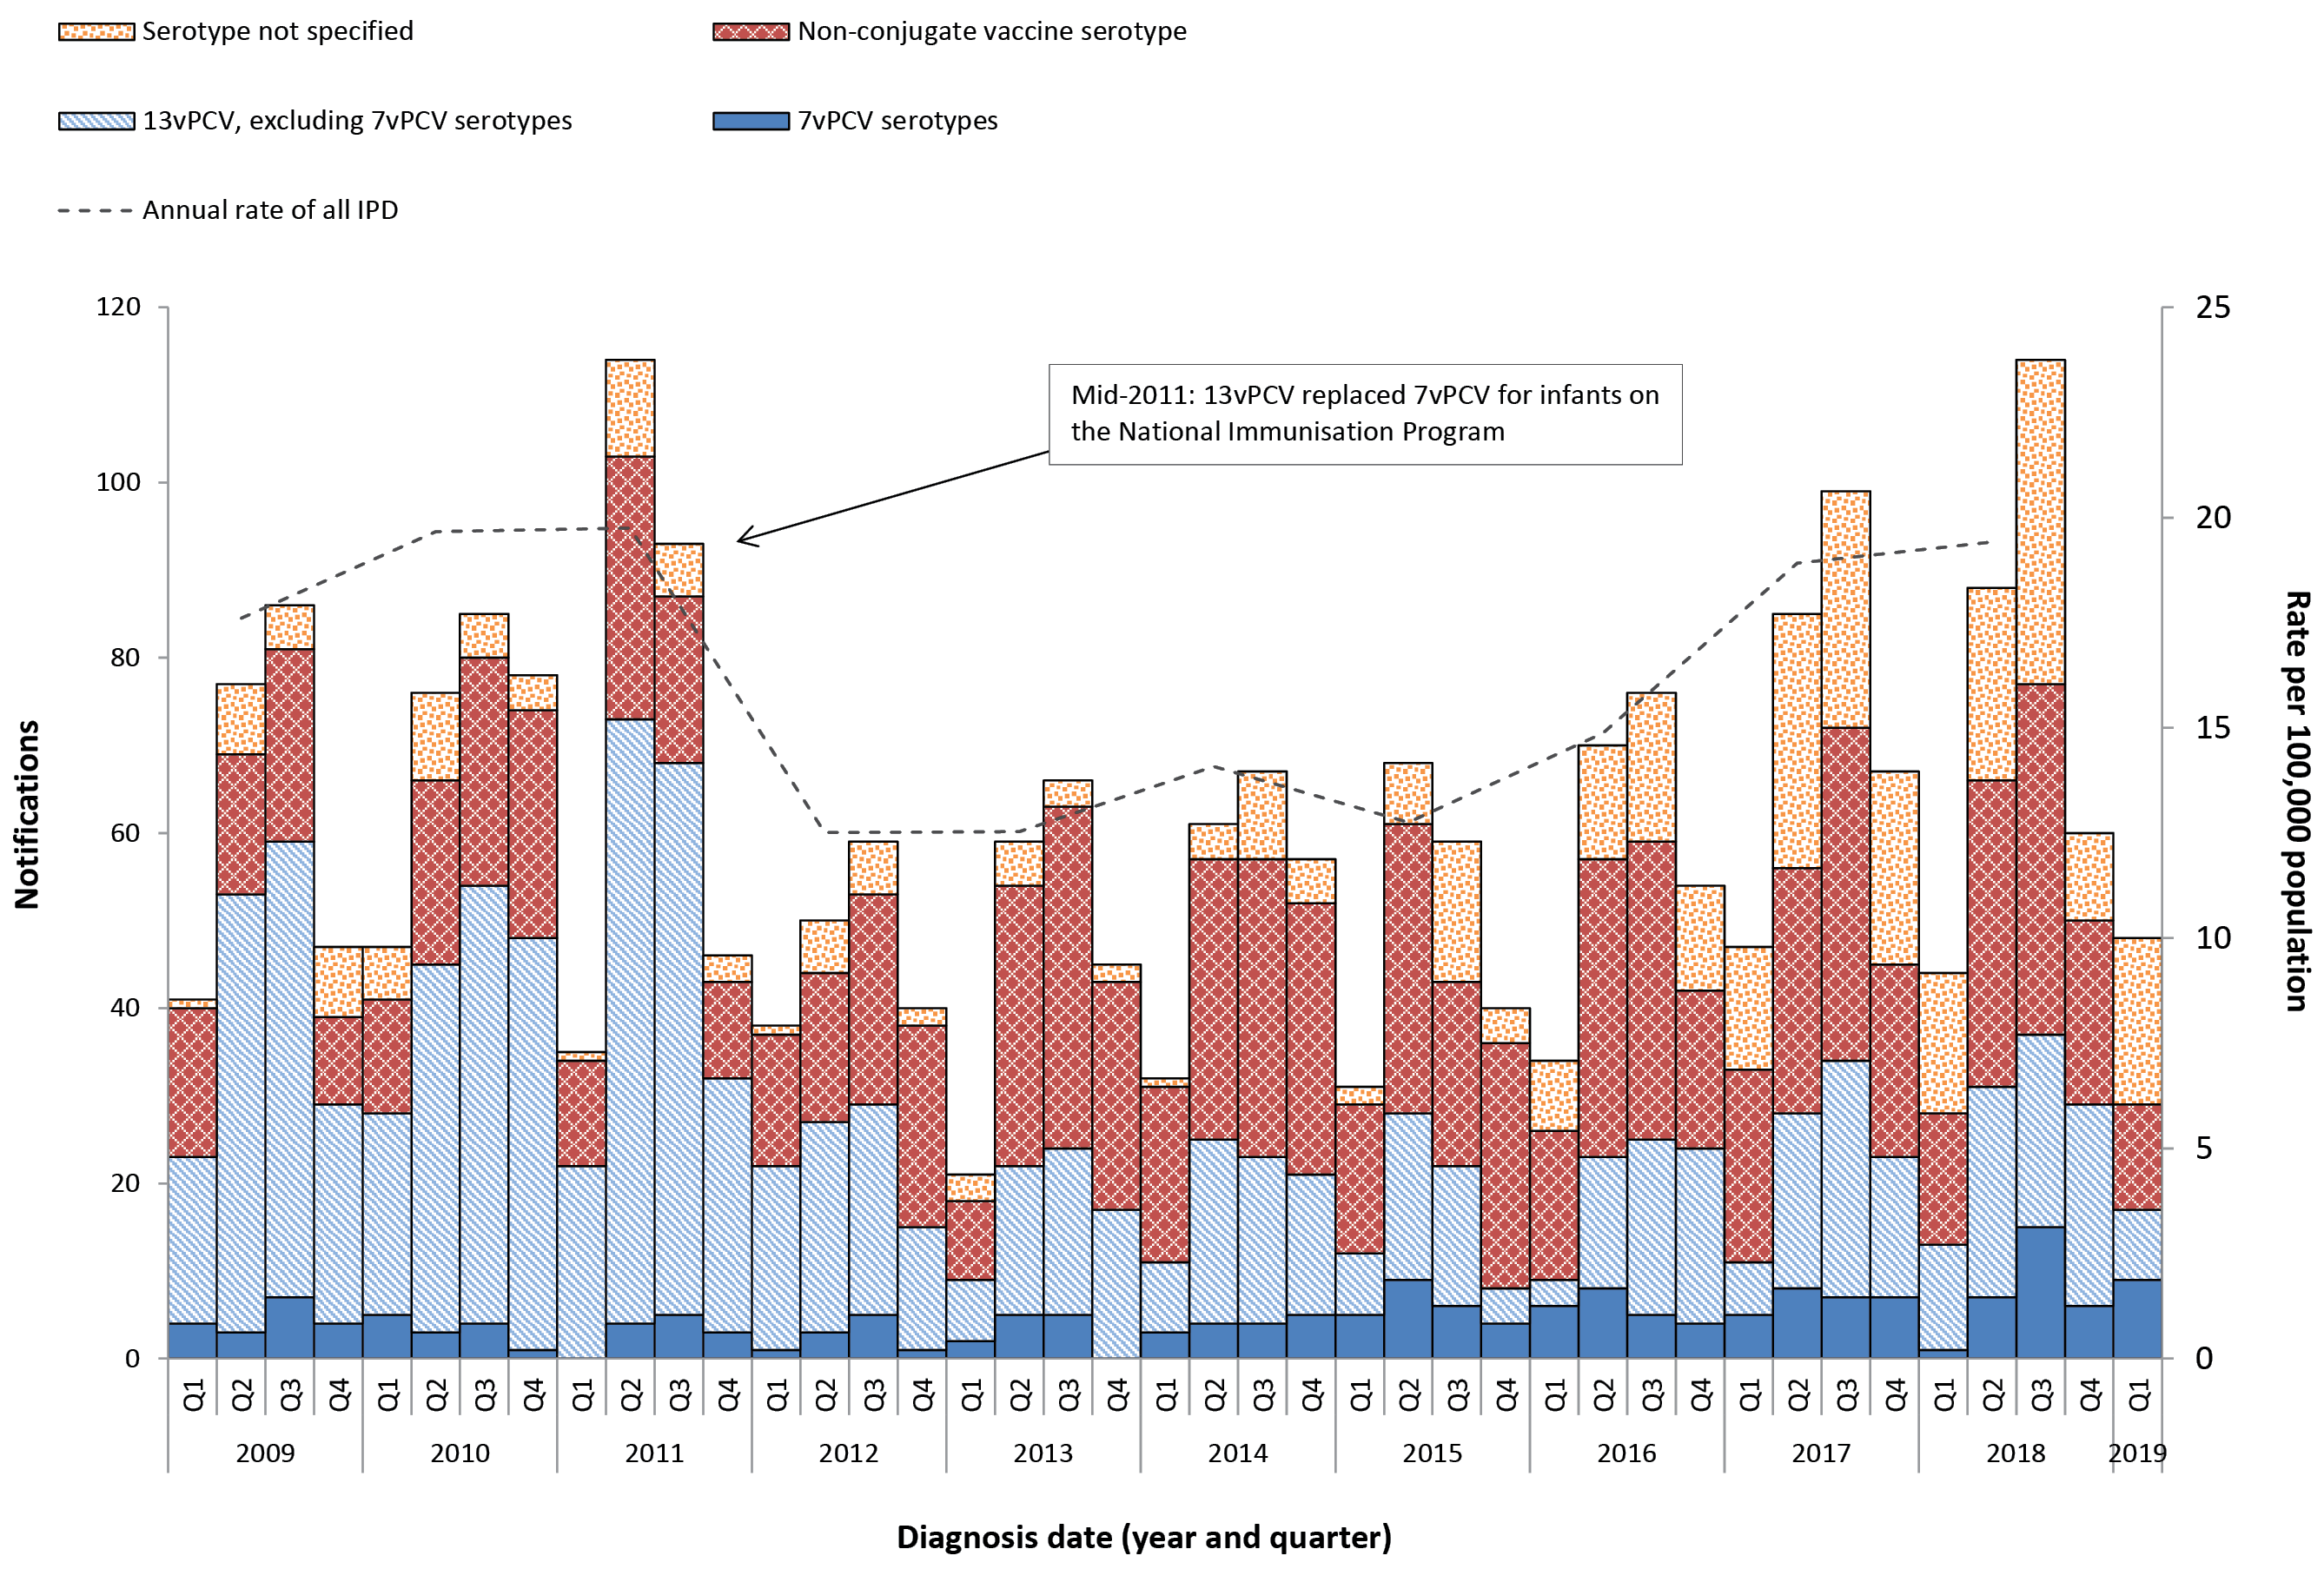 Serotype not specified
Non-conjugate vaccine serotype
13vPCV, excluding 7vPCV serotypes
7vPCV serotypes
Annual rate of all IPD
120
100
80
60
40
20
0
Notifications
Mid-2011: 13vPCV replaced 7vPCV for infants on
the National Immunisation Program
25
20
15
10
5
0
Rate per 100,000 population
Q1 Q2 Q3 Q4 Q1 Q2 Q3 Q4 Q1 Q2 Q3 Q4 Q1 Q2 Q3 Q4 Q1 Q2 Q3 Q4 Q1 Q2 Q3 Q4 Q1 Q2 Q3 Q4 Q1 Q2 Q3 Q4 Q1 Q2 Q3 Q4 Q1 Q2 Q3 Q4 Q1
2009 2010 2011 2012 2013 2014 2015 2016 2017 2018 2019
Diagnosis date (year and quarter)